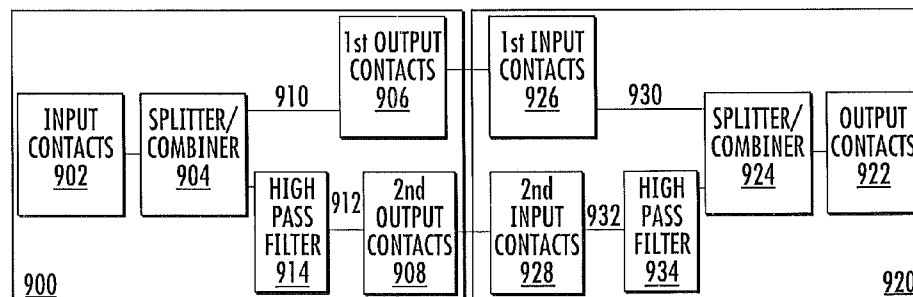 INPUT
CONTACTS
902
SPLITTER/
COMBINER
904
910
1st OUTPUT
CONTACTS
906
HIGH
PASS
FILTER
914
912
2nd
OUTPUT
CONTACTS
908
900
1st INPUT
CONTACTS
926
930
2nd
INPUT
CONTACTS
928
932
HIGH
PASS
FILTER
934
SPLITTER/
COMBINER
924
OUTPUT
CONTACTS
922
920